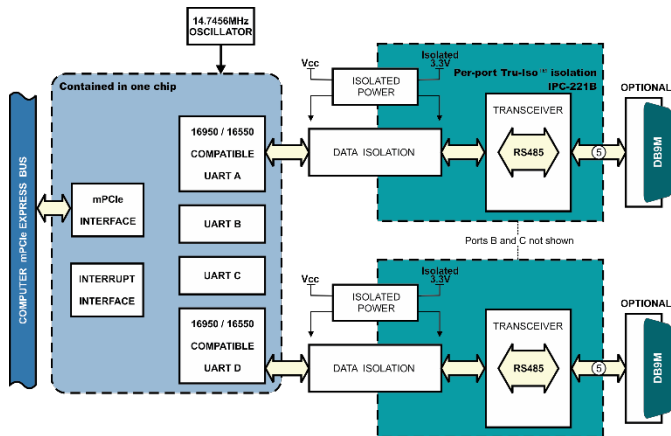 14.7456MHz
OSCILLATOR
Contained in one chip
COMPUTER mPCIe EXPRESS BUS
mPCIe
INTERFACE
INTERRUPT
INTERFACE
16950 / 16550
COMPATIBLE
UART A
UART B
UART C
16950 / 16550
COMPATIBLE
UART D
Vcc
Isolated
3.3V
ISOLATED
POWER
DATA ISOLATION
Per-port Tru-Iso™ isolation
IPC-221B
TRANSCEIVER
RS485
5
OPTIONAL
DB9M
Ports B and C not shown
Vcc
Isolated
3.3V
ISOLATED
POWER
DATA ISOLATION
TRANSCEIVER
RS485
5
OPTIONAL
DB9M